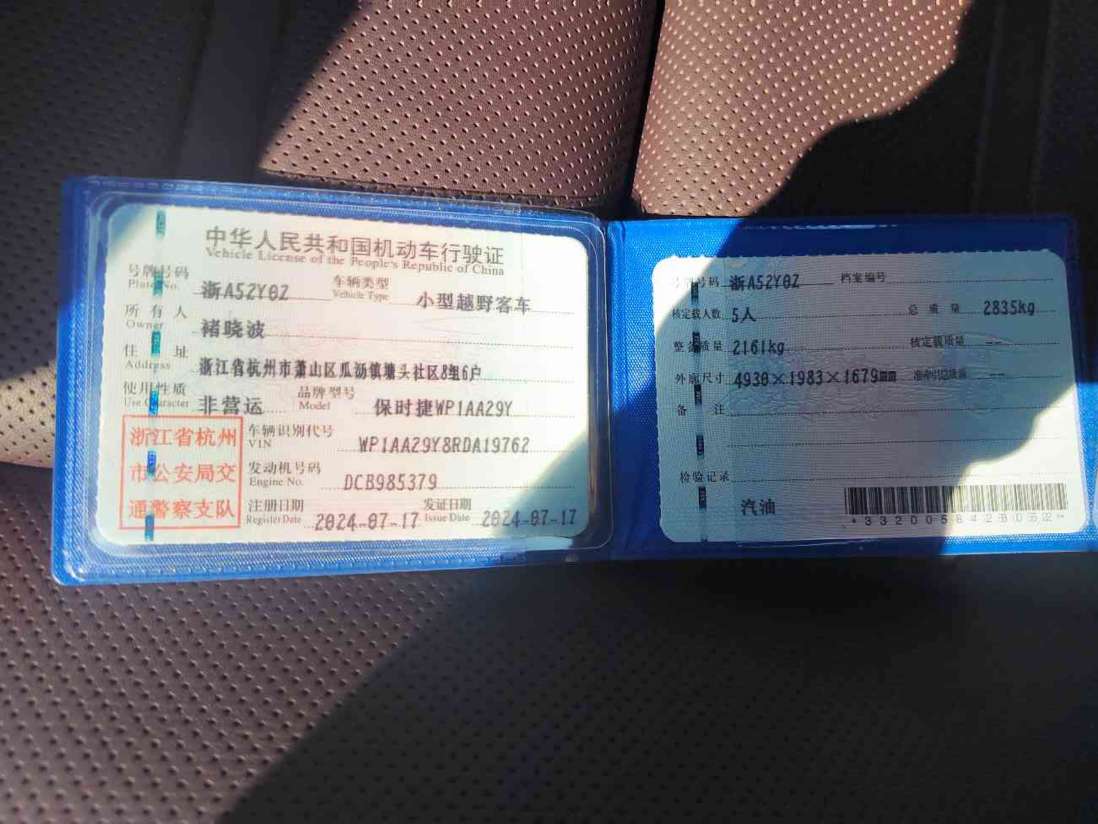 中华人民共和国机动车行驶证
Vehicle License of the People's Republic of China
号牌号码 浙A52Y0Z 车辆类型 小型越野客车
Plate No. Vehicle Type
所有人 褚晓波
Owner
住址 浙江省杭州市萧山区瓜沥镇塘头社区8组6户
Address
使用性质 非营运 品牌型号 保时捷WP1AA29Y
Use Character Model
浙江省杭州
市公安局交
通警察支队
车辆识别代号 WP1AA29Y8RDA19762
VIN
发动机号码 DCB985379
Engine No.
注册日期 2024-07-17 发证日期 2024-07-17
Register Date Issue Date
号牌号码 浙A52Y0Z 档案编号
核定载人数 5人 总质量 2835kg
整备质量 2161kg 核定载质量 --
外廓尺寸 4930×1983×1679mm --
备注
检验记录
汽油